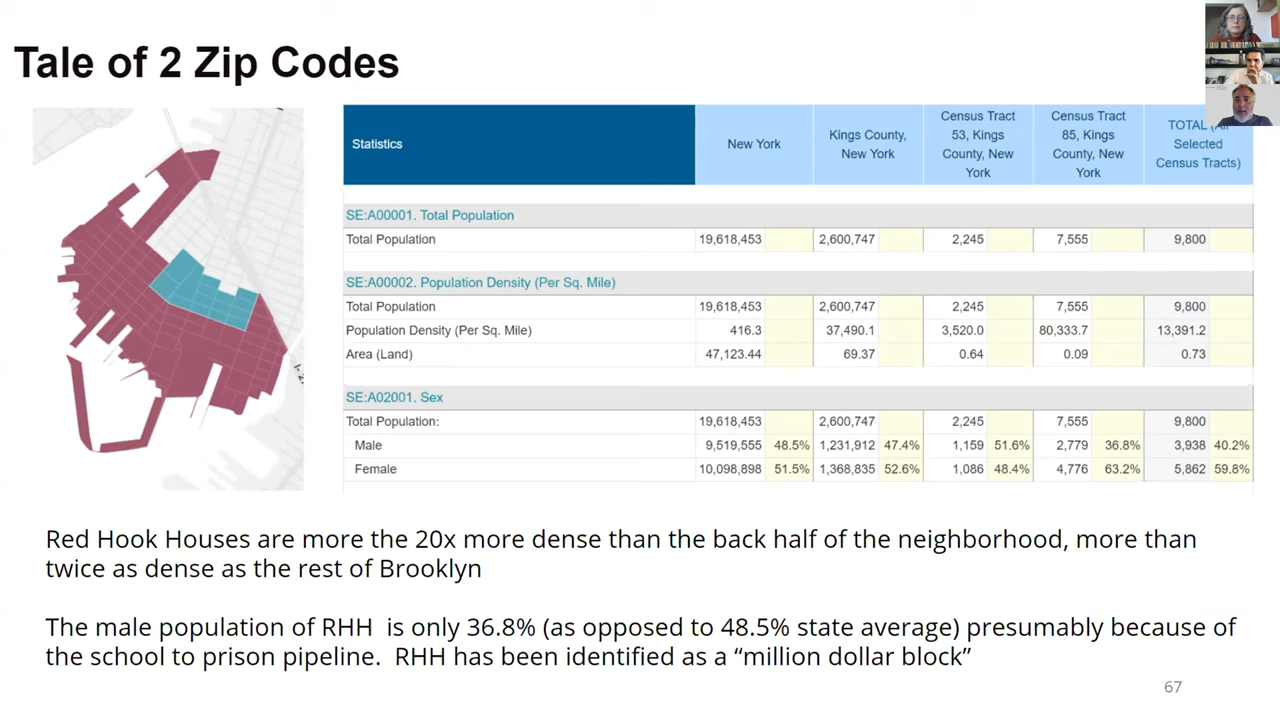 Tale of 2 Zip Codes
Statistics
New York
Kings County,
New York
Census Tract
53, Kings
County, New
York
Census Tract
85, Kings
County, New
York
TOTAL
Selected
Census Tracts)
SE:A00001. Total Population
Total Population 19,618,453 2,600,747 2,245 7,555 9,800
SE:A00002. Population Density (Per Sq. Mile)
Total Population 19,618,453 2,600,747 2,245 7,555 9,800
Population Density (Per Sq. Mile) 416.3 37,490.1 3,520.0 80,333.7 13,391.2
Area (Land) 47,123.44 69.37 0.64 0.09 0.73
SE:A02001. Sex
Total Population: 19,618,453 2,600,747 2,245 7,555 9,800
Male 9,519,555 48.5% 1,231,912 47.4% 1,159 51.6% 2,779 36.8% 3,938 40.2%
Female 10,098,898 51.5% 1,368,835 52.6% 1,086 48.4% 4,776 63.2% 5,862 59.8%
Red Hook Houses are more the 20x more dense than the back half of the neighborhood, more than
twice as dense as the rest of Brooklyn
The male population of RHH is only 36.8% (as opposed to 48.5% state average) presumably because of
the school to prison pipeline. RHH has been identified as a “million dollar block”
67